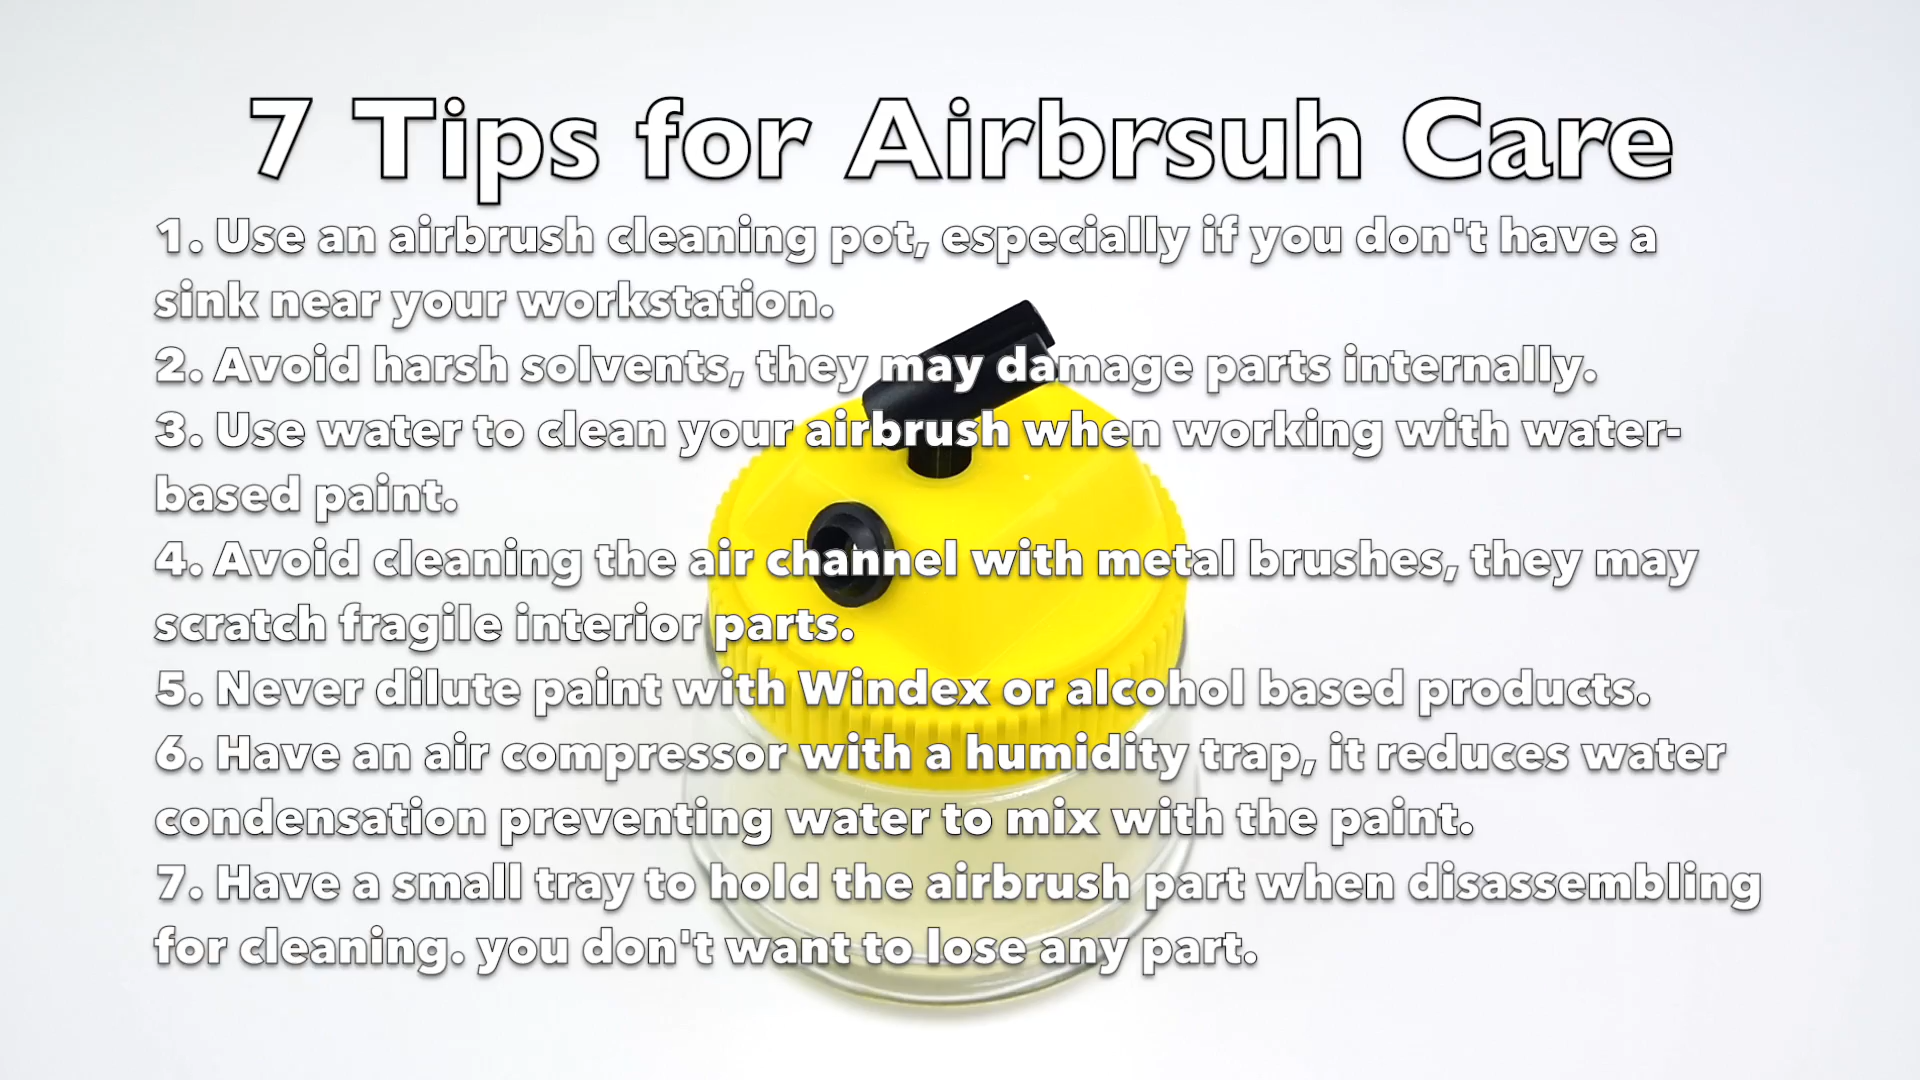 7 Tips for Airbrsuh Care
1. Use an airbrush cleaning pot, especially if you don't have a
sink near your workstation.
2. Avoid harsh solvents, they may damage parts internally.
3. Use water to clean your airbrush when working with water-
based paint.
4. Avoid cleaning the air channel with metal brushes, they may
scratch fragile interior parts.
5. Never dilute paint with Windex or alcohol based products.
6. Have an air compressor with a humidity trap, it reduces water
condensation preventing water to mix with the paint.
7. Have a small tray to hold the airbrush part when disassembling
for cleaning. you don't want to lose any part.